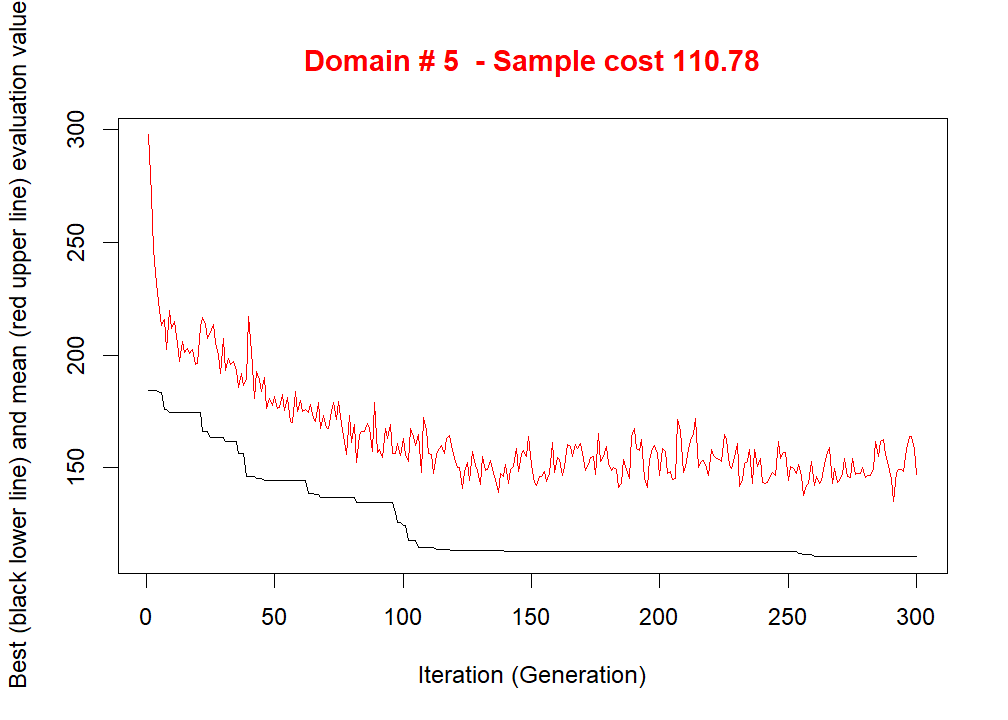 Domain # 5  - Sample cost 110.78
Best (black lower line) and mean (red upper line) evaluation value
300
250
200
150
0 50 100 150 200 250 300
Iteration (Generation)